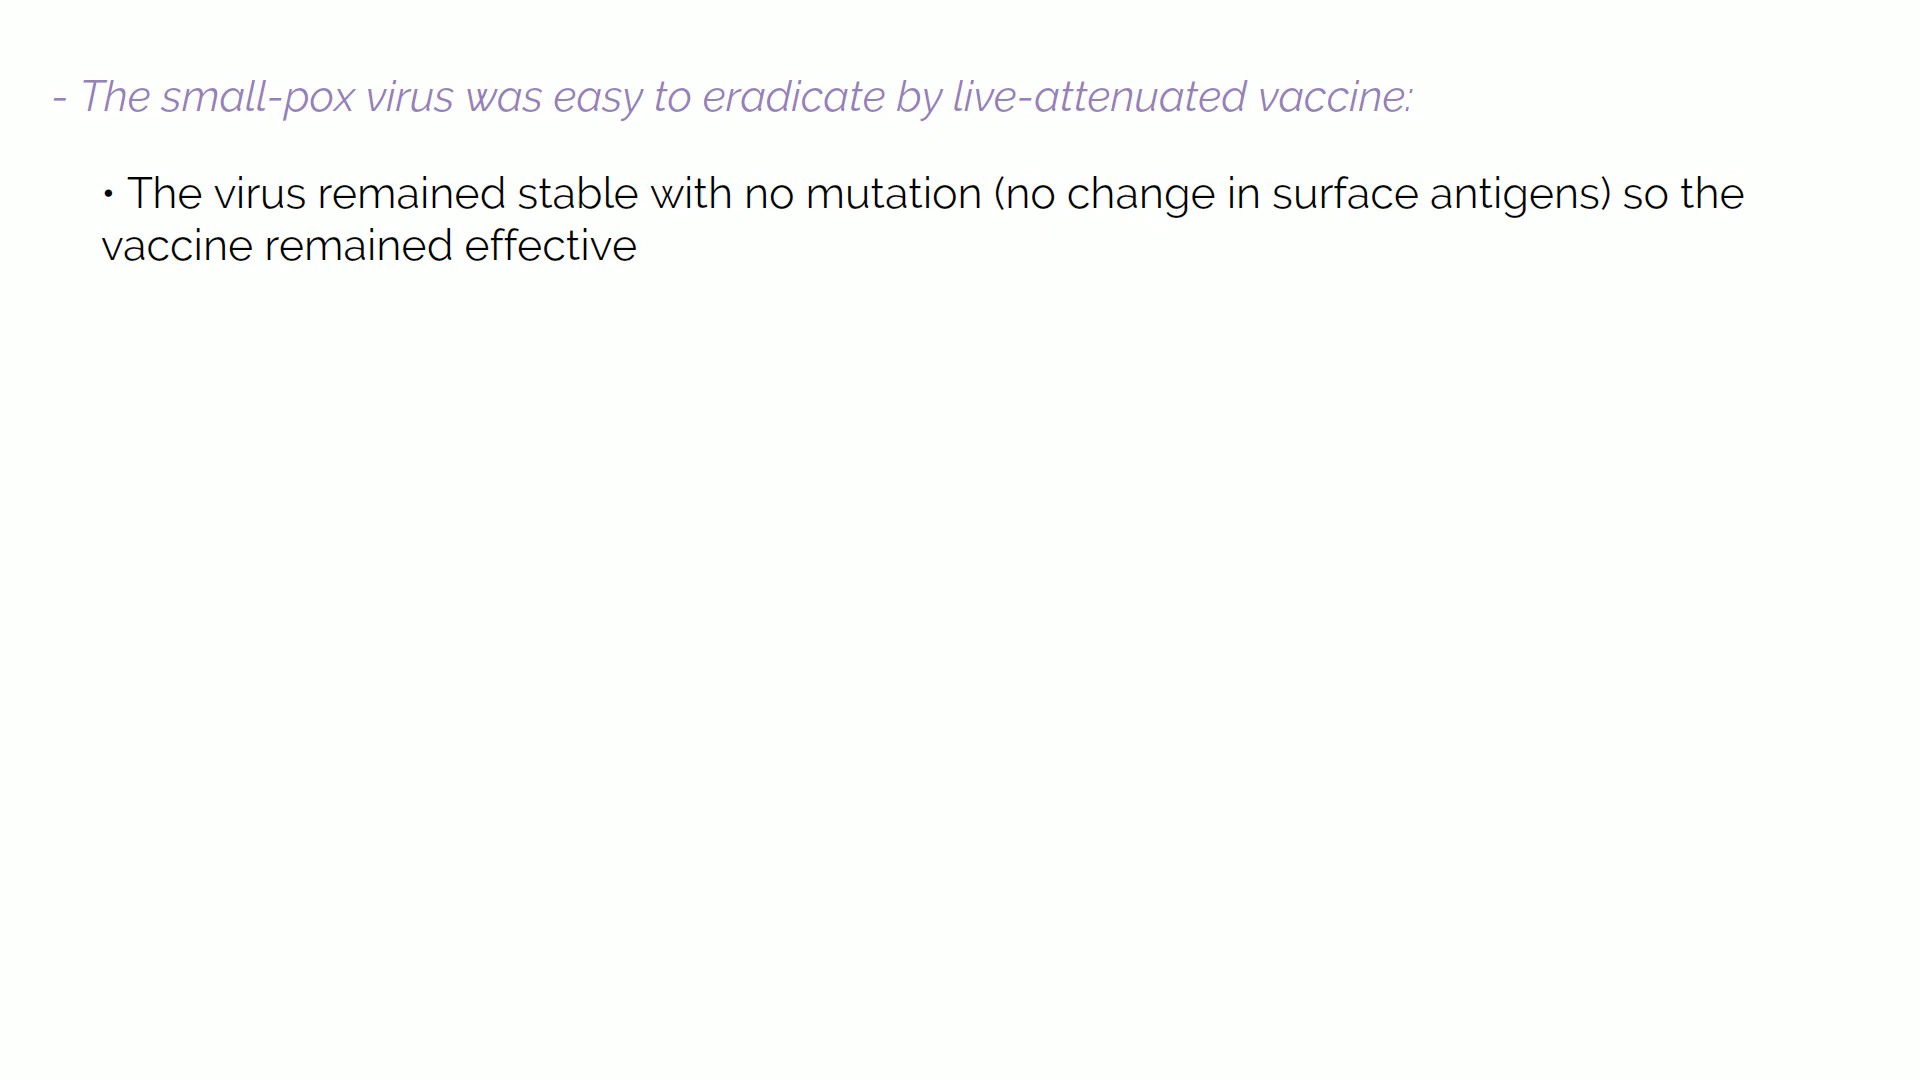 - The small-pox virus was easy to eradicate by live-attenuated vaccine:
• The virus remained stable with no mutation (no change in surface antigens) so the
vaccine remained effective